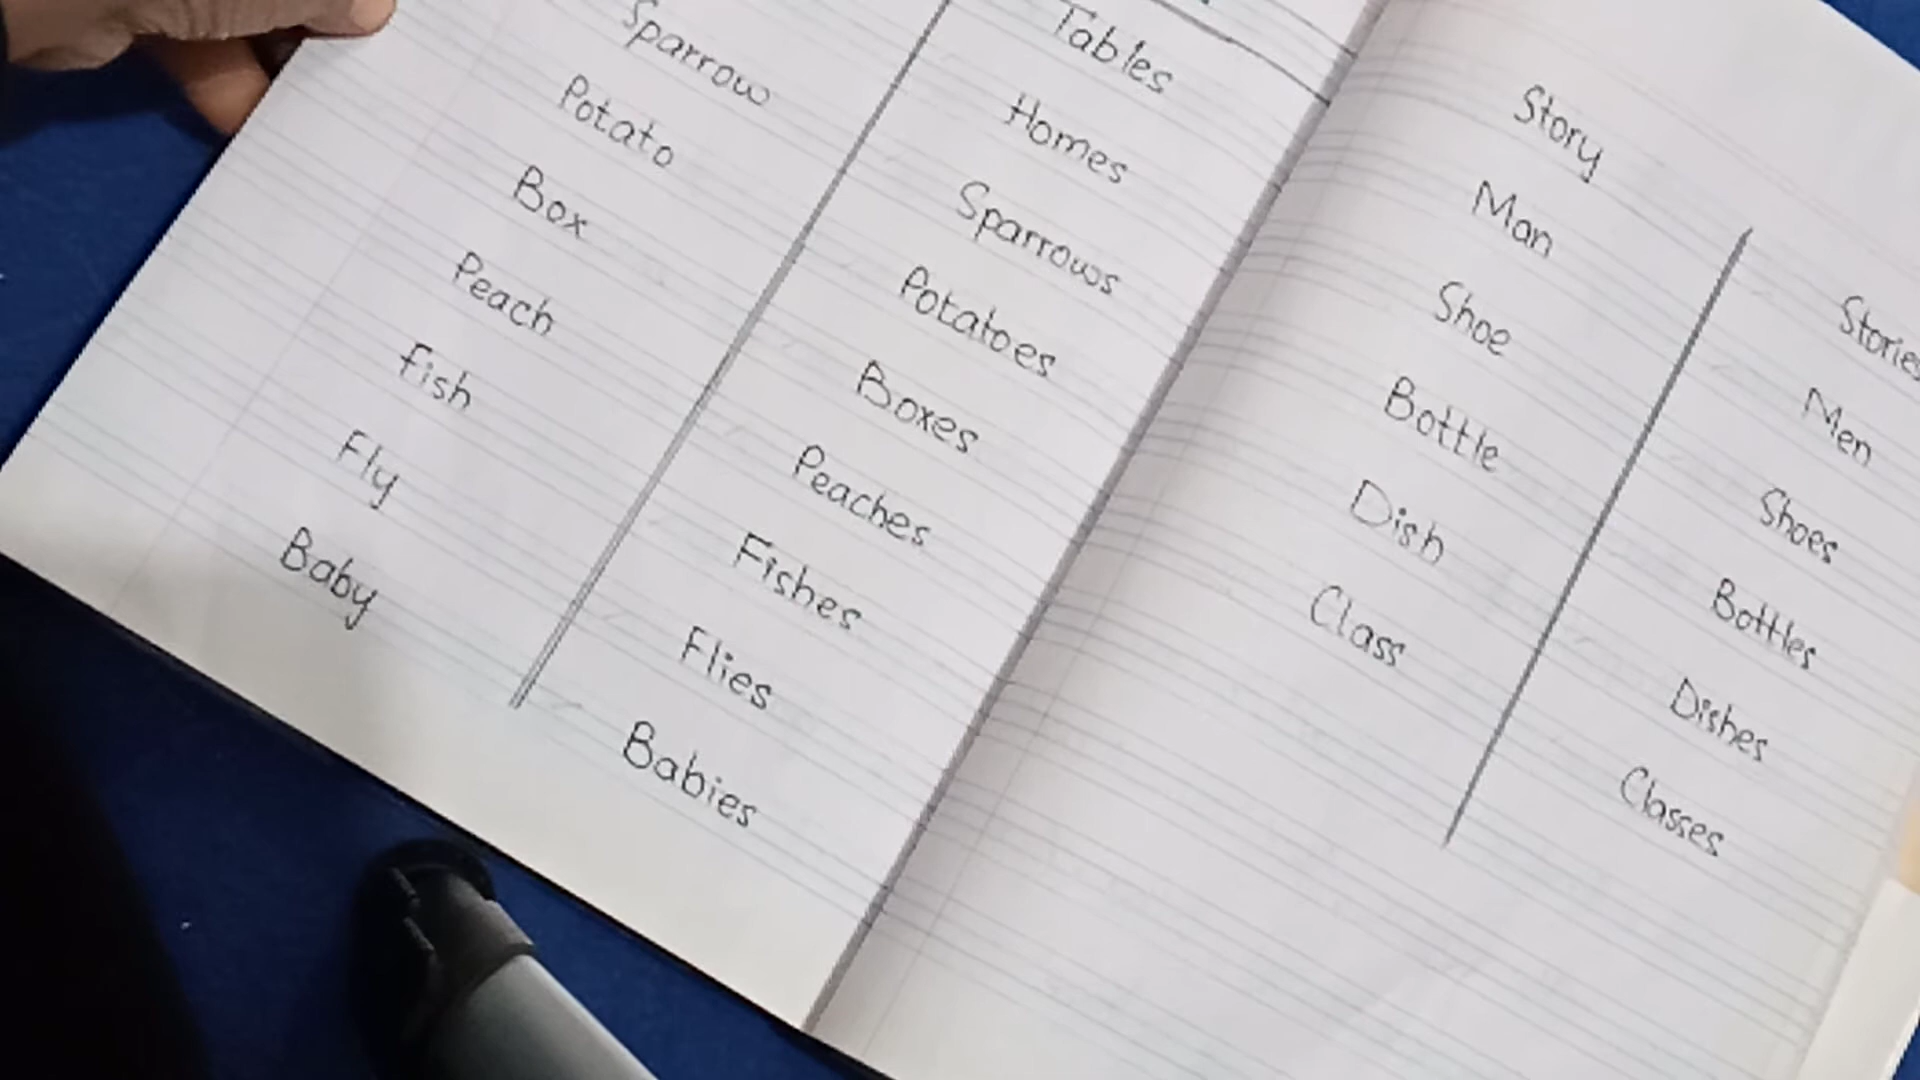 Tables
Homes
Sparrow Sparrows
Potato Potatoes
Box Boxes
Peach Peaches
fish Fishes
Fly Flies
Baby Babies
Story Stories
Man Men
Shoe Shoes
Bottle Bottles
Dish Dishes
Class Classes